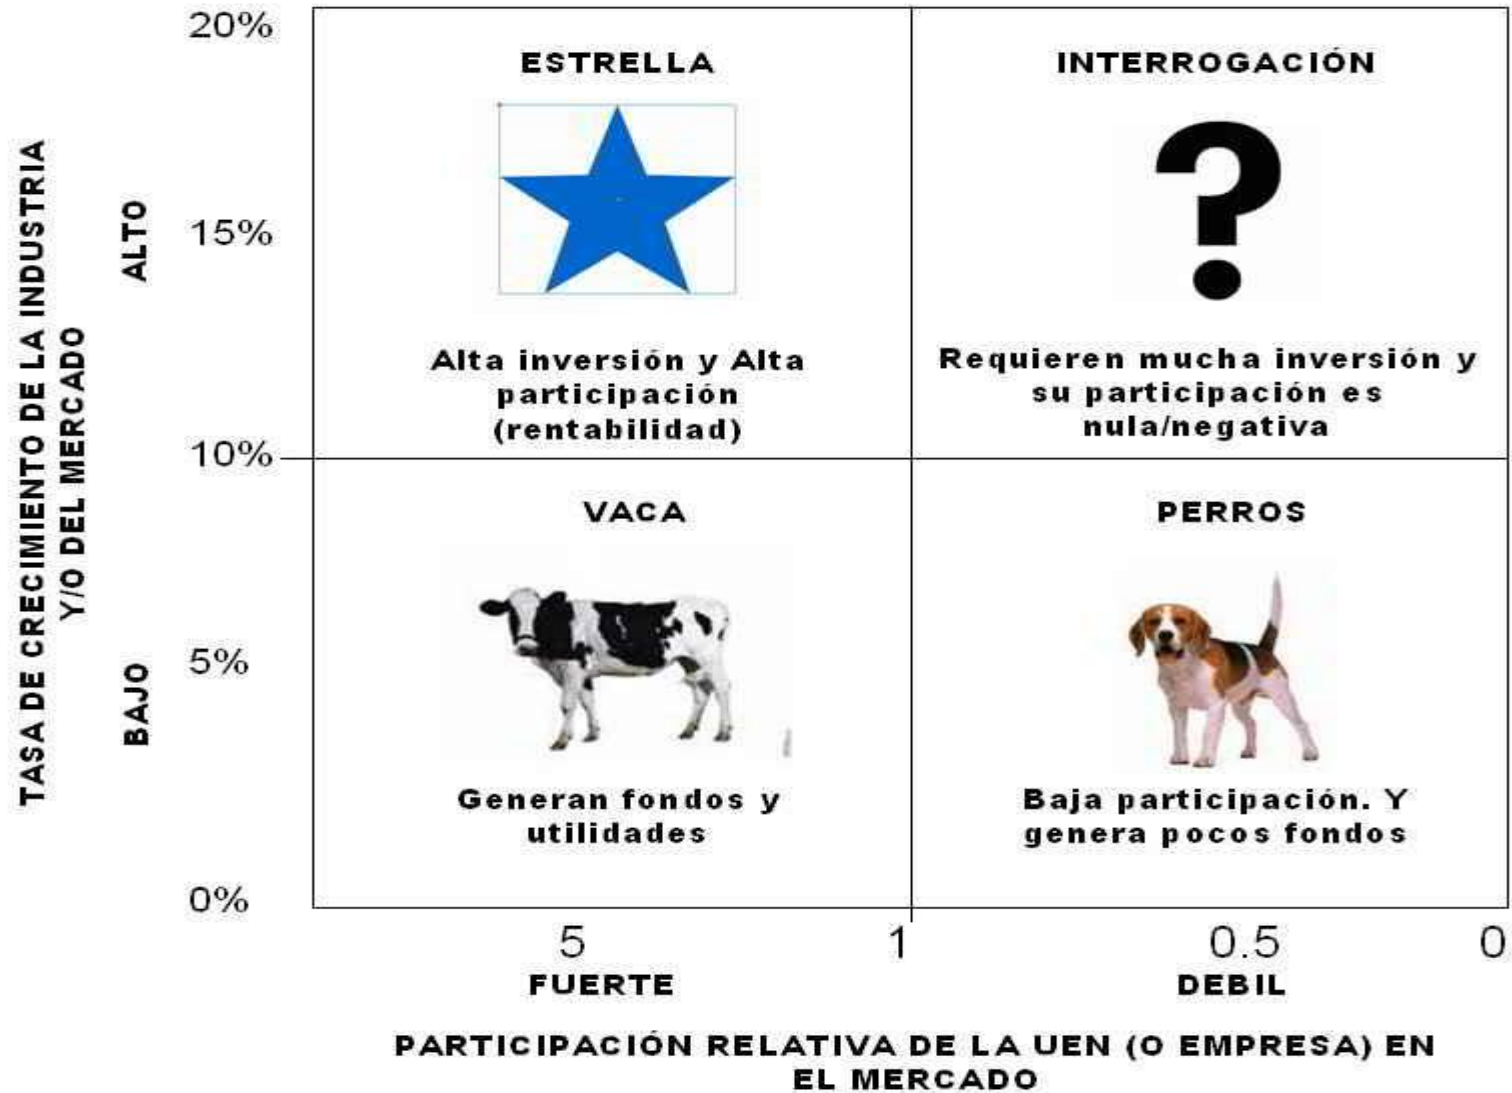 TASA DE CRECIMIENTO DE LA INDUSTRIA
Y/O DEL MERCADO
ALTO
BAJO
20%
15%
10%
5%
0%
ESTRELLA
Alta inversión y Alta
participación
(rentabilidad)
INTERROGACIÓN
?
Requieren mucha inversión y
su participación es
nula/negativa
VACA
Generan fondos y
utilidades
PERROS
Baja participación. Y
genera pocos fondos
5
1
0.5
0
FUERTE
DEBIL
PARTICIPACIÓN RELATIVA DE LA UEN (O EMPRESA) EN
EL MERCADO